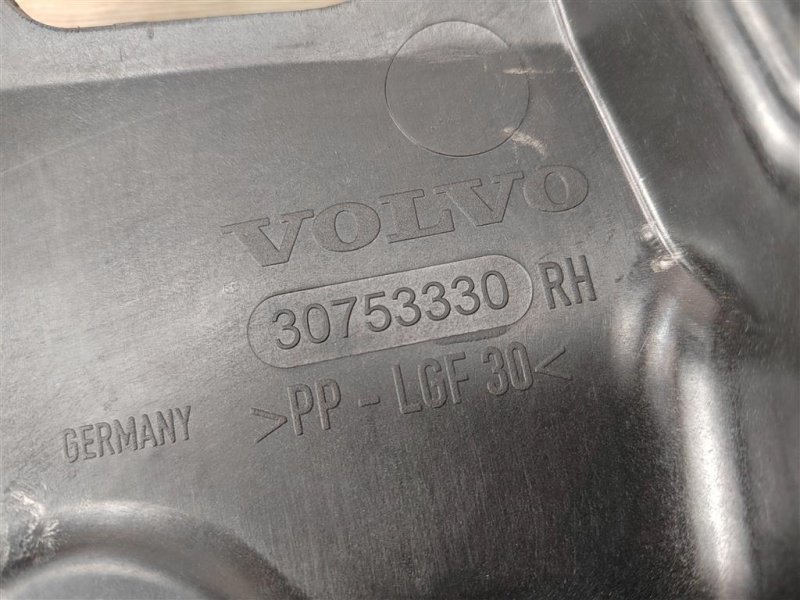 VOLVO
30753330 RH
>PP - LGF 30<
GERMANY